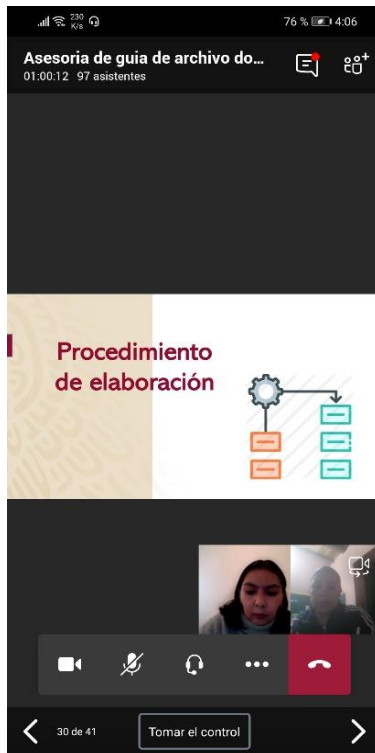 230
K/s
76 % 4:06
Asesoria de guia de archivo do...
01:00:12 97 asistentes
Procedimiento
de elaboración
30 de 41
Tomar el control